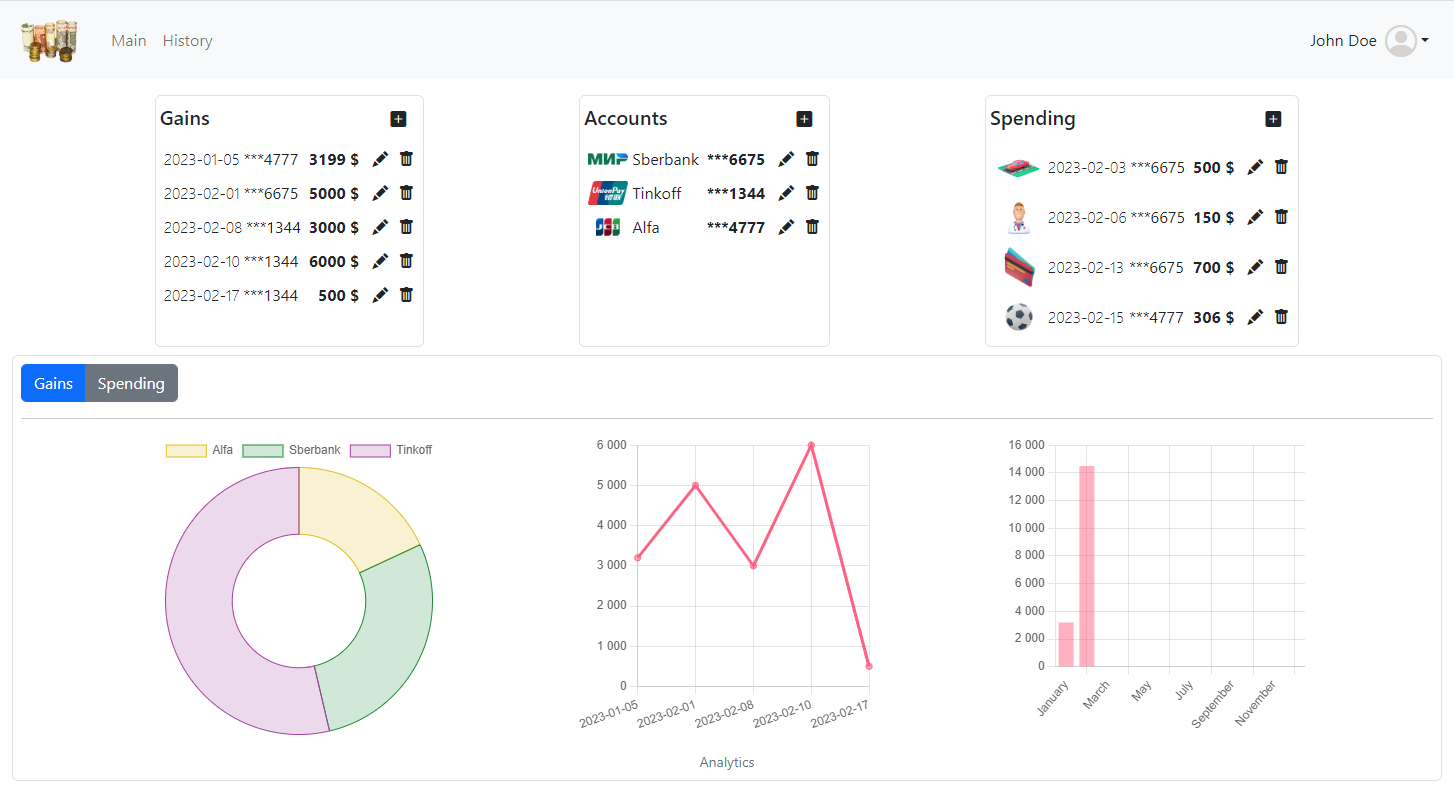 Main History John Doe
Gains
2023-01-05 ***4777 3199 $
2023-02-01 ***6675 5000 $
2023-02-08 ***1344 3000 $
2023-02-10 ***1344 6000 $
2023-02-17 ***1344 500 $
Accounts
МИР Sberbank ***6675
UnionPay 银联 Tinkoff ***1344
JCB Alfa ***4777
Spending
2023-02-03 ***6675 500 $
2023-02-06 ***6675 150 $
2023-02-13 ***6675 700 $
2023-02-15 ***4777 306 $
Gains Spending
Alfa Sberbank Tinkoff
6 000
5 000
4 000
3 000
2 000
1 000
0
2023-01-05 2023-02-01 2023-02-08 2023-02-10 2023-02-17
16 000
14 000
12 000
10 000
8 000
6 000
4 000
2 000
0
January March May July September November
Analytics